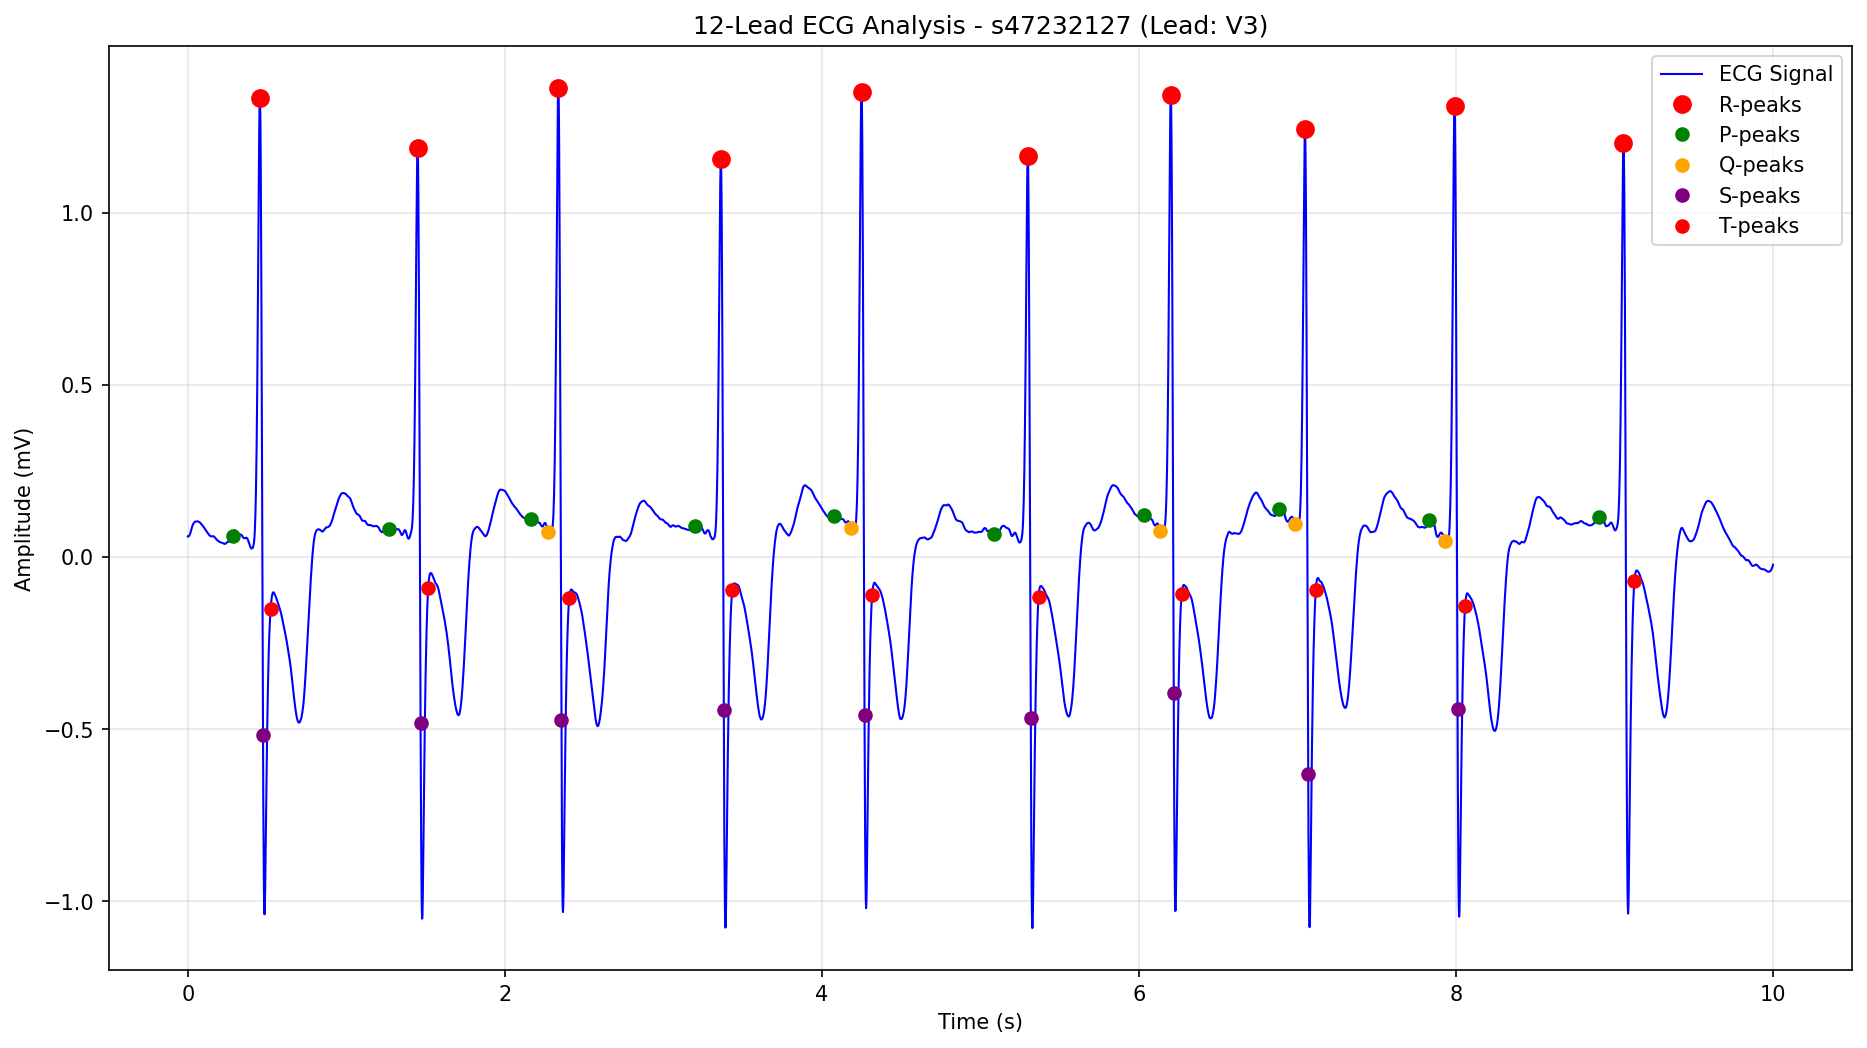 12-Lead ECG Analysis - s47232127 (Lead: V3)
ECG Signal
R-peaks
P-peaks
Q-peaks
S-peaks
T-peaks
Amplitude (mV)
1.0
0.5
0.0
−0.5
−1.0
0 2 4 6 8 10
Time (s)